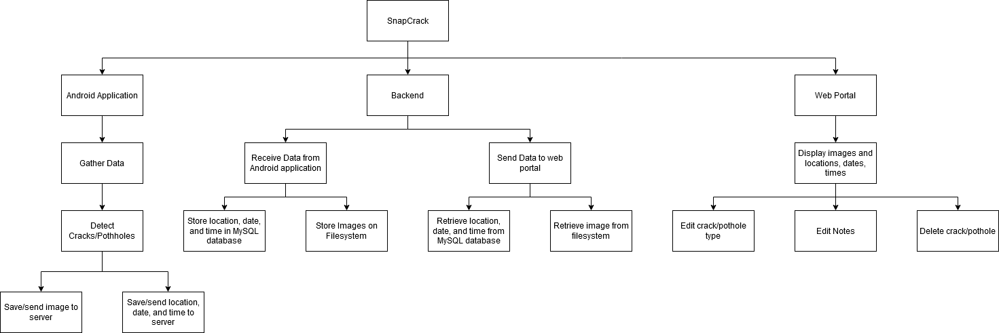 SnapCrack
Android Application
Backend
Web Portal
Gather Data
Receive Data from
Android application
Send Data to web
portal
Display images and
locations, dates,
times
Detect
Cracks/Pothholes
Store location, date,
and time in MySQL
database
Store Images on
Filesystem
Retrieve location,
date, and time from
MySQL database
Retrieve image from
filesystem
Edit crack/pothole
type
Edit Notes
Delete crack/pothole
Save/send image to
server
Save/send location,
date, and time to
server